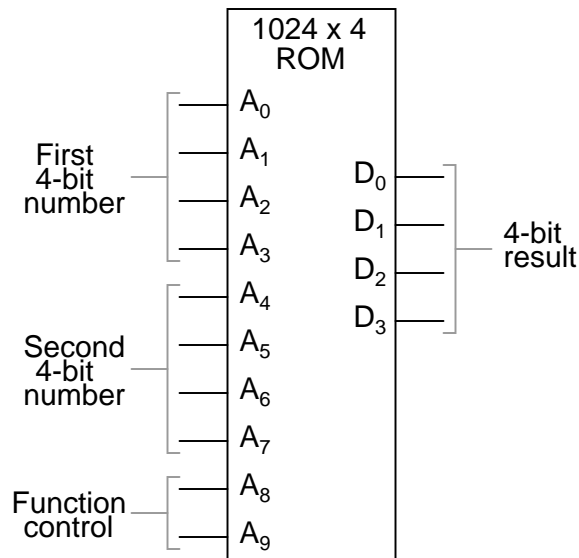 1024 x 4
ROM
First
4-bit
number
A0
A1
A2
A3
Second
4-bit
number
A4
A5
A6
A7
Function
control
A8
A9
D0
D1
D2
D3
4-bit
result